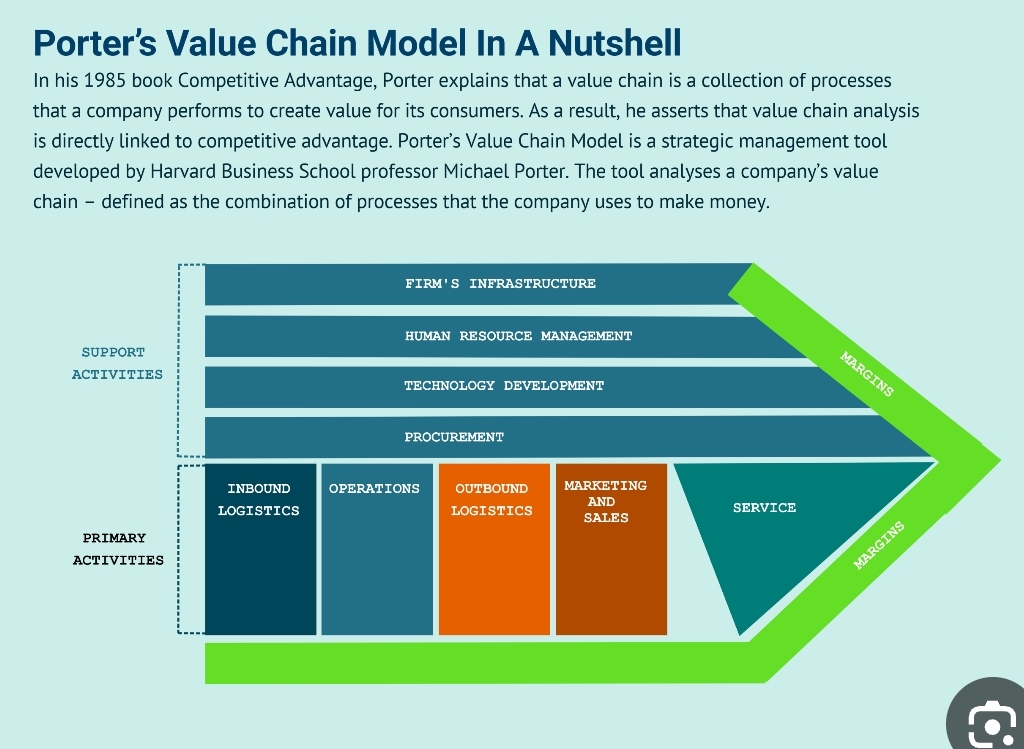 Porter's Value Chain Model In A Nutshell
In his 1985 book Competitive Advantage, Porter explains that a value chain is a collection of processes
that a company performs to create value for its consumers. As a result, he asserts that value chain analysis
is directly linked to competitive advantage. Porter's Value Chain Model is a strategic management tool
developed by Harvard Business School professor Michael Porter. The tool analyses a company's value
chain – defined as the combination of processes that the company uses to make money.
FIRM'S INFRASTRUCTURE
HUMAN RESOURCE MANAGEMENT
SUPPORT
ACTIVITIES
TECHNOLOGY DEVELOPMENT
PROCUREMENT
MARGINS
INBOUND
LOGISTICS
OPERATIONS
OUTBOUND
LOGISTICS
MARKETING
AND
SALES
SERVICE
PRIMARY
ACTIVITIES
MARGINS